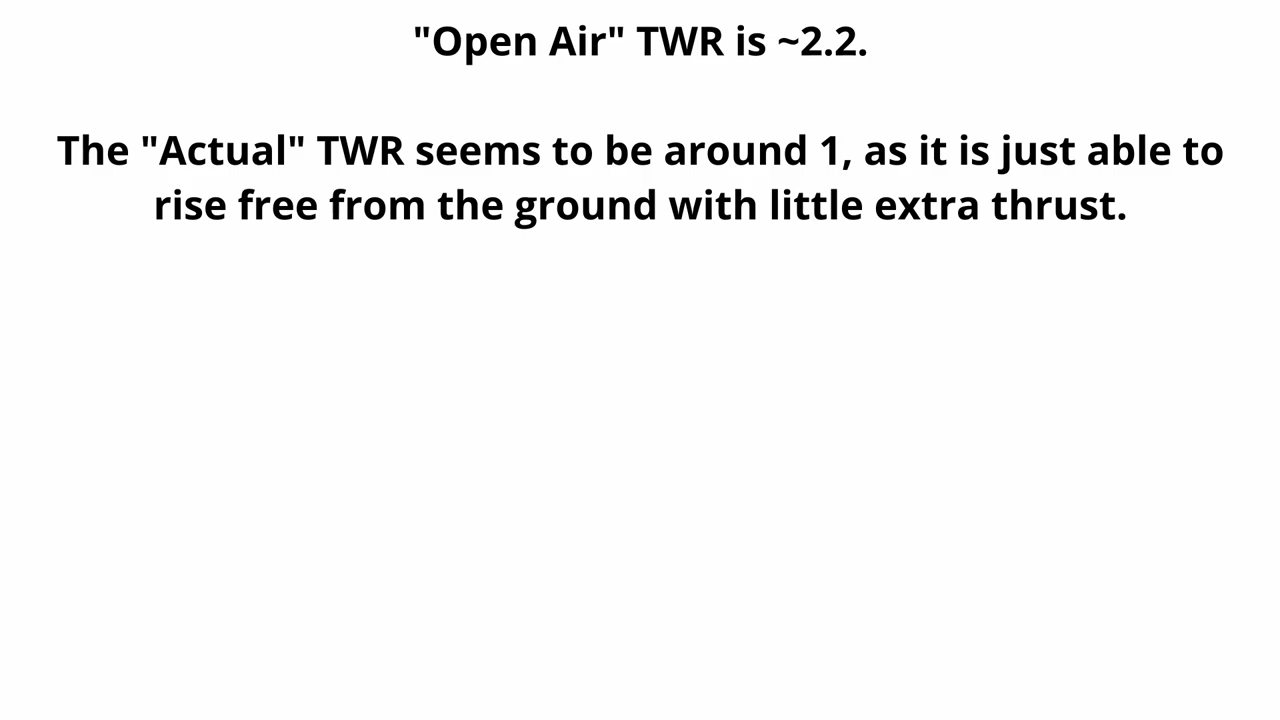 "Open Air" TWR is ~2.2.
The "Actual" TWR seems to be around 1, as it is just able to
rise free from the ground with little extra thrust.